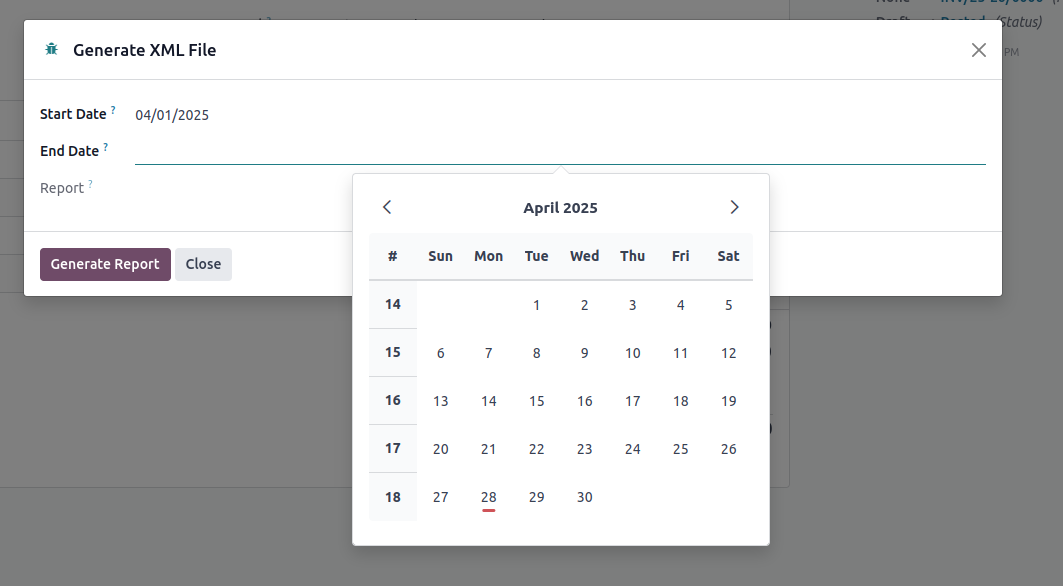 Generate XML File
(Status)
PM
Start Date ? 04/01/2025
End Date ?
Report ?
April 2025
# Sun Mon Tue Wed Thu Fri Sat
14 1 2 3 4 5
15 6 7 8 9 10 11 12
16 13 14 15 16 17 18 19
17 20 21 22 23 24 25 26
18 27 28 29 30
Generate Report Close